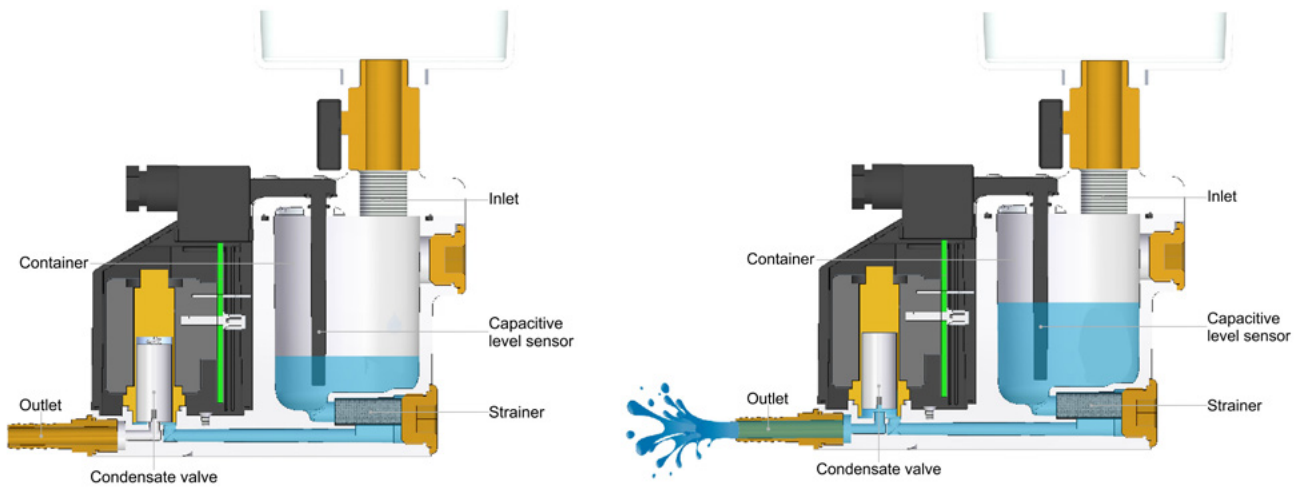 Inlet
Container
Capacitive
level sensor
Outlet
Strainer
Condensate valve
Inlet
Container
Capacitive
level sensor
Outlet
Strainer
Condensate valve